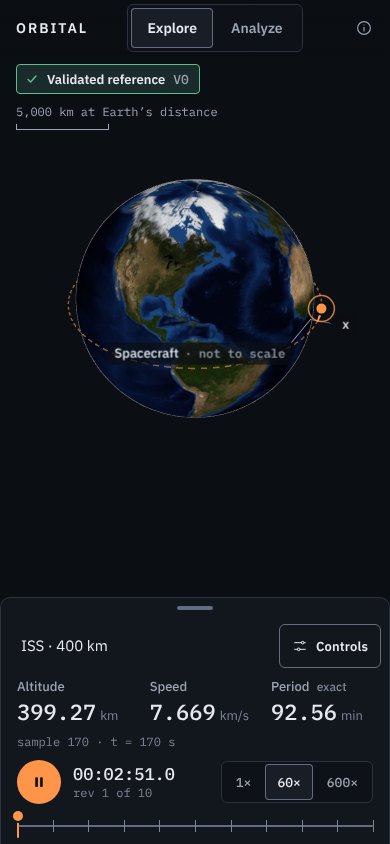 ORBITAL Explore Analyze
Validated reference V0
5,000 km at Earth’s distance
x
Spacecraft · not to scale
ISS · 400 km Controls
Altitude Speed Period exact
399.27 km 7.669 km/s 92.56 min
sample 170 · t = 170 s
00:02:51.0
rev 1 of 10
1× 60× 600×